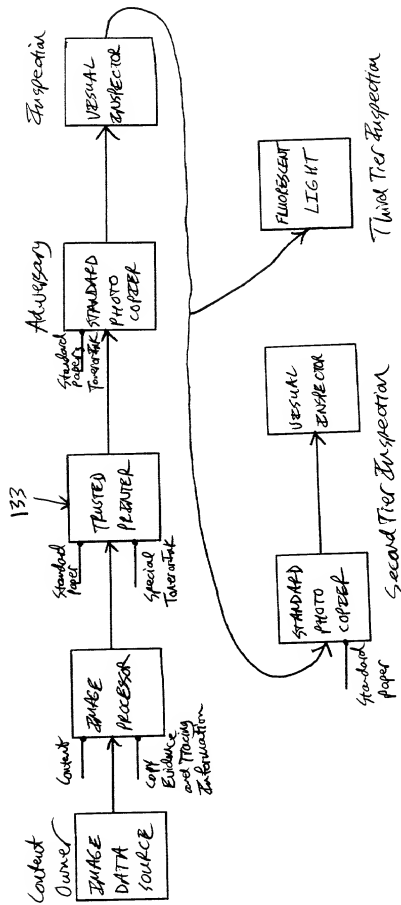 Content
Owner
IMAGE
DATA
SOURCE
Content
IMAGE
PROCESSOR
Copy
Evidence
and Tracing
Information
133
Standard
Paper
TRUSTED
PRINTER
Special
Toner or Ink
Adversary
Standard
Paper,
Toner or Ink
STANDARD
PHOTO
COPIER
Inspection
VISUAL
INSPECTOR
Standard
Paper
STANDARD
PHOTO
COPIER
VISUAL
INSPECTOR
Second Tier Inspection
FLUORESCENT
LIGHT
Third Tier Inspection